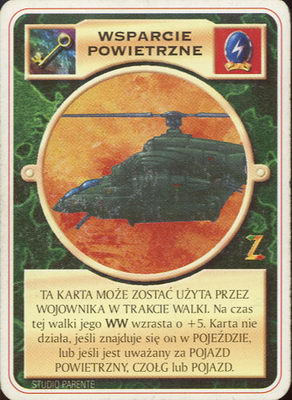 WSPARCIE
POWIETRZNE
Z
TA KARTA MOŻE ZOSTAĆ UŻYTA PRZEZ
WOJOWNIKA W TRAKCIE WALKI. Na czas
tej walki jego WW wzrasta o +5. Karta nie
działa, jeśli znajduje się on w POJEŹDZIE,
lub jeśli jest uważany za POJAZD
POWIETRZNY, CZOŁG lub POJAZD.
STUDIO PARENTE